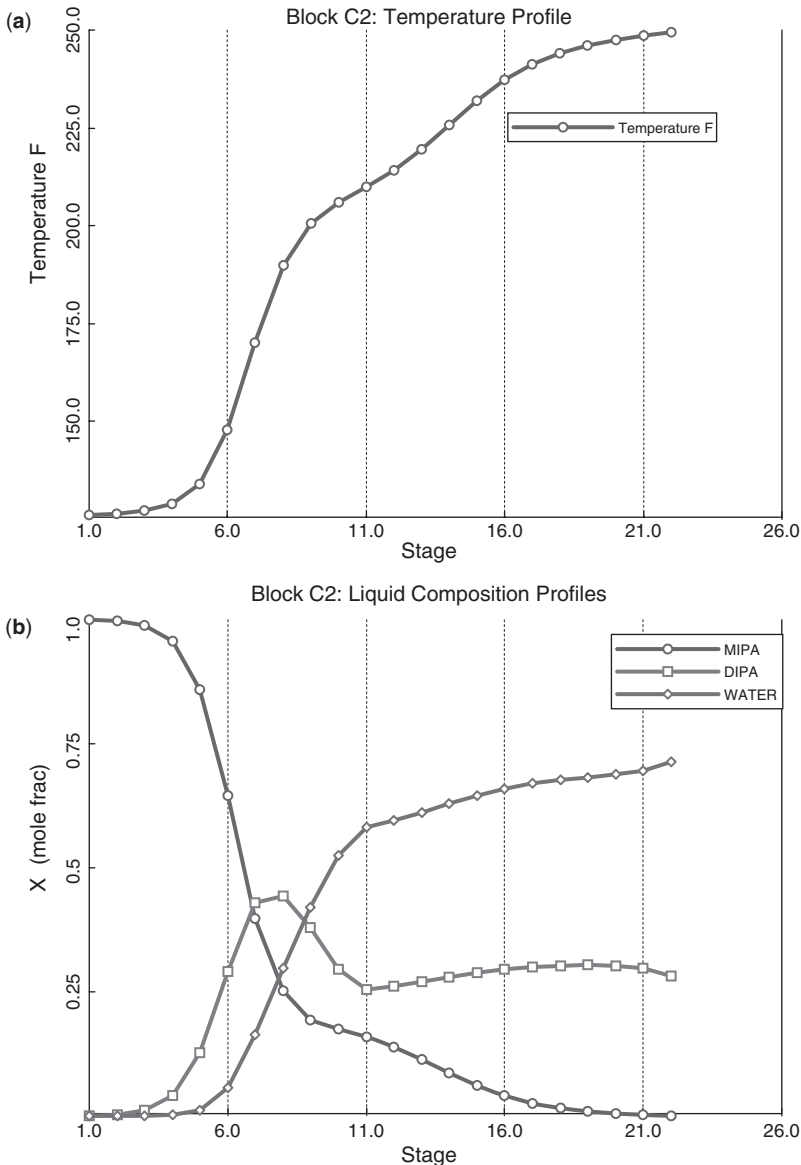 (a)
Block C2: Temperature Profile
250.0
225.0
200.0
175.0
150.0
Temperature F
Temperature F
1.0 6.0 11.0 16.0 21.0 26.0
Stage
Block C2: Liquid Composition Profiles
(b)
1.0
0.75
0.5
0.25
X (mole frac)
MIPA
DIPA
WATER
1.0 6.0 11.0 16.0 21.0 26.0
Stage